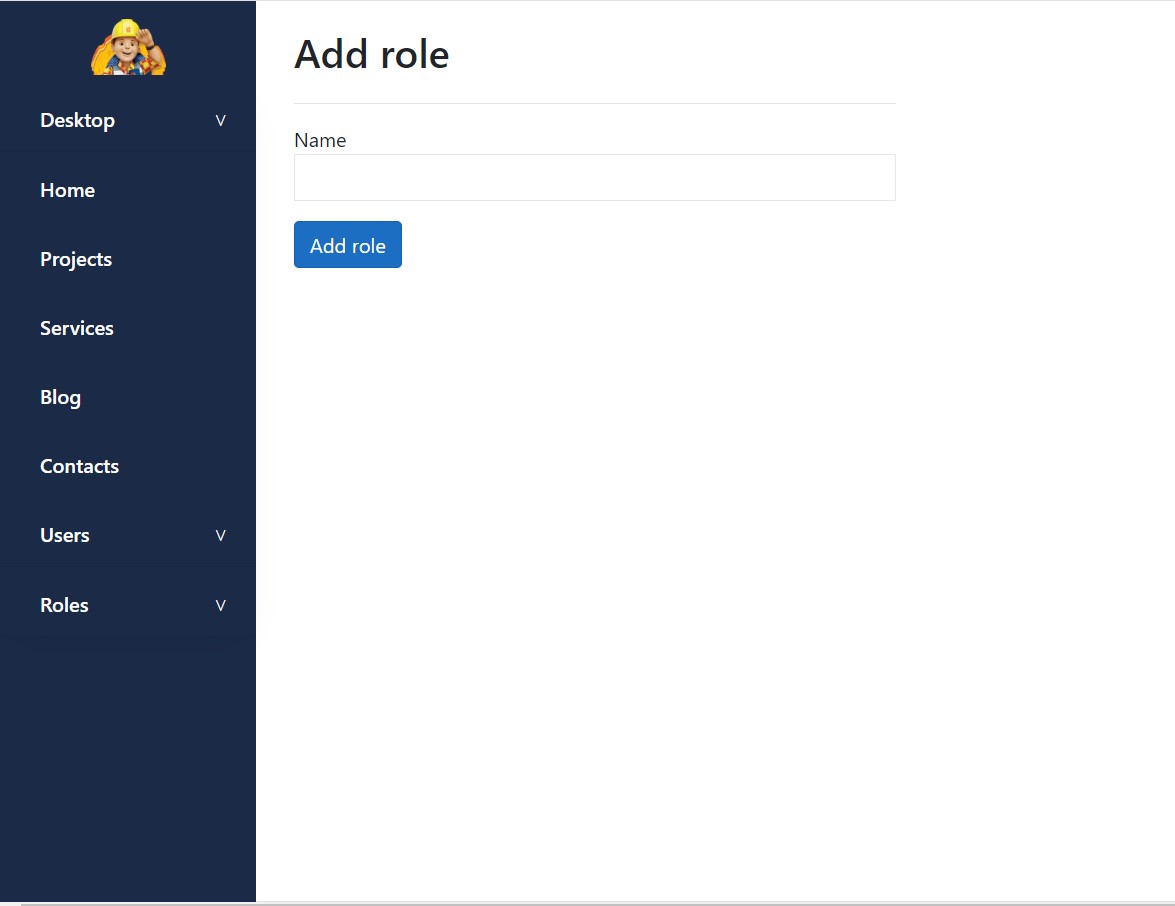 Desktop V
Home
Projects
Services
Blog
Contacts
Users V
Roles V
Add role
Name
Add role